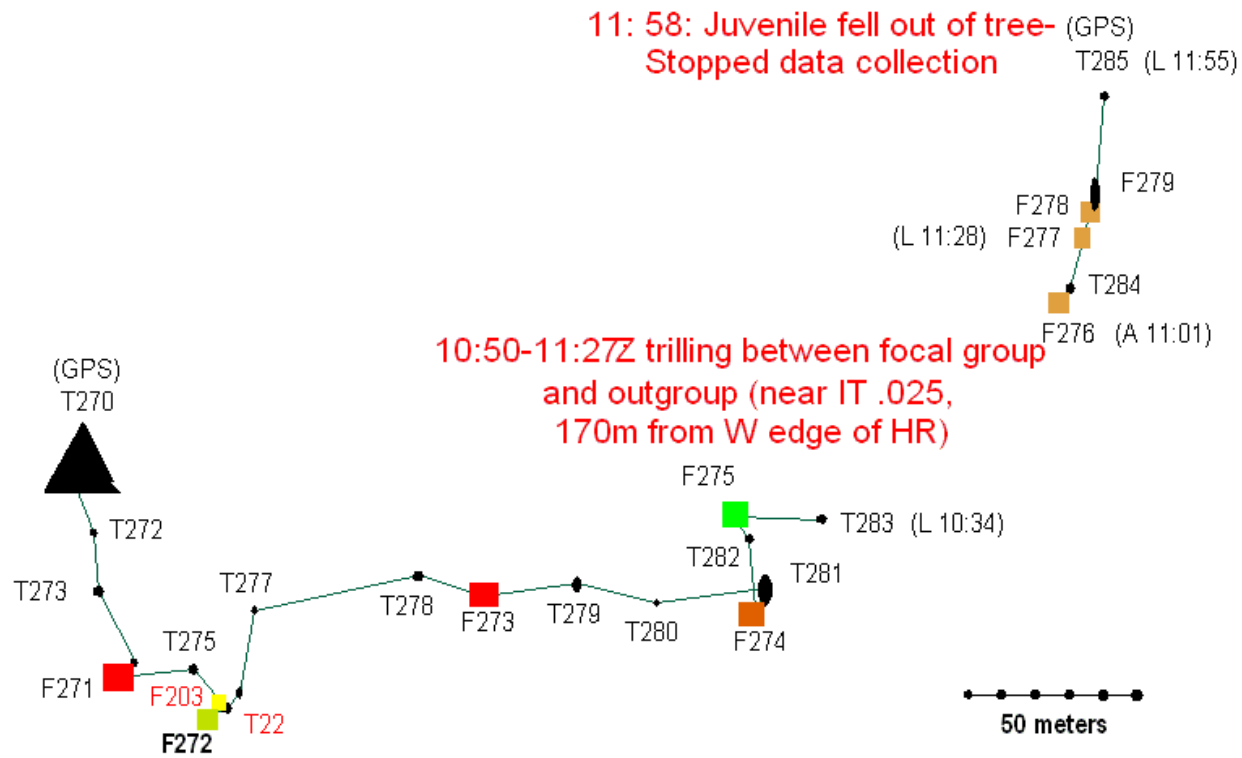 11: 58: Juvenile fell out of tree- (GPS)
Stopped data collection
T285 (L 11:55)
F279
F278
(L 11:28) F277
T284
F276 (A 11:01)
10:50-11:27Z trilling between focal group
and outgroup (near IT .025,
170m from W edge of HR)
(GPS)
T270
F275
T272
T283 (L 10:34)
T282
T273
T277
T281
T278
F273
T279
T280
F274
T275
F271
F203
T22
F272
50 meters